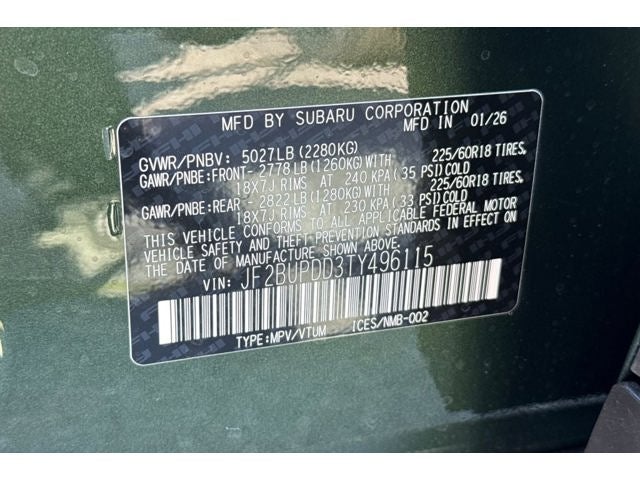 MFD BY SUBARU CORPORATION
MFD IN 01/26
GVWR/PNBV: 5027LB (2280KG)
GAWR/PNBE:FRONT- 2778 LB (1260KG)WITH 225/60R18 TIRES,
18X7J RIMS AT 240 KPA (35 PSI)COLD
GAWR/PNBE:REAR - 2822LB (1280KG)WITH 225/60R18 TIRES,
18X7J RIMS AT 230 KPA (33 PSI)COLD
THIS VEHICLE CONFORMS TO ALL APPLICABLE FEDERAL MOTOR
VEHICLE SAFETY AND THEFT PREVENTION STANDARDS IN EFFECT ON
THE DATE OF MANUFACTURE SHOWN ABOVE.
VIN: JF2BUPDD3TY496115
TYPE:MPV/VTUM ICES/NMB-002